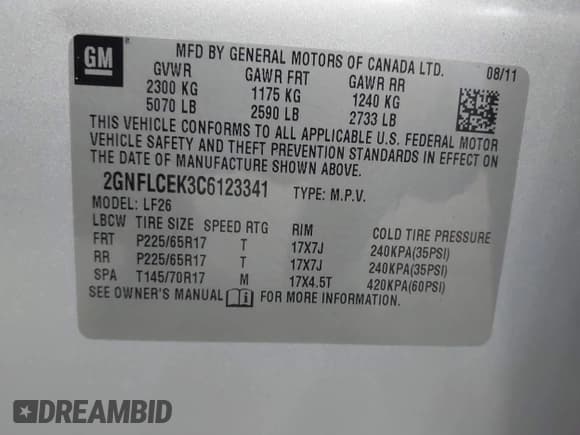 GM MFD BY GENERAL MOTORS OF CANADA LTD. 08/11
GVWR GAWR FRT GAWR RR
2300 KG 1175 KG 1240 KG
5070 LB 2590 LB 2733 LB
THIS VEHICLE CONFORMS TO ALL APPLICABLE U.S. FEDERAL MOTOR
VEHICLE SAFETY AND THEFT PREVENTION STANDARDS IN EFFECT ON
THE DATE OF MANUFACTURE SHOWN ABOVE.
2GNFLCEK3C6123341 TYPE: M.P.V.
MODEL: LF26
LBCW TIRE SIZE SPEED RTG RIM COLD TIRE PRESSURE
FRT P225/65R17 T 17X7J 240KPA(35PSI)
RR P225/65R17 T 17X7J 240KPA(35PSI)
SPA T145/70R17 M 17X4.5T 420KPA(60PSI)
SEE OWNER'S MANUAL FOR MORE INFORMATION.
DREAMBID